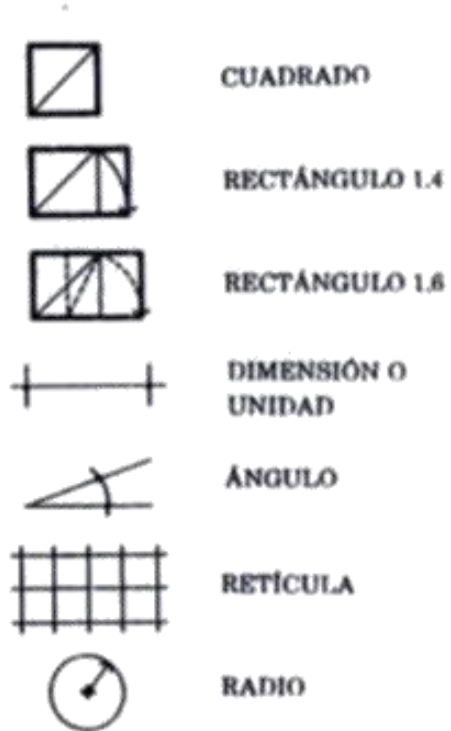 CUADRADO
RECTÁNGULO 1.4
RECTÁNGULO 1.6
DIMENSIÓN O
UNIDAD
ÁNGULO
RETÍCULA
RADIO